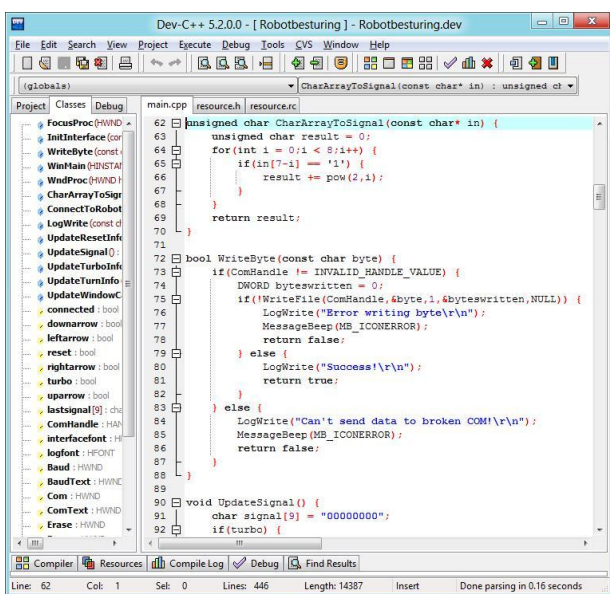 Dev-C++ 5.2.0.0 - [ Robotbesturing ] - Robotbesturing.dev
File Edit Search View Project Execute Debug Tools CVS Window Help
(globals) CharArrayToSignal(const char* in) : unsigned ch
Project Classes Debug main.cpp resource.h resource.rc
FocusProc (HWND
InitInterface (con
WriteByte (const
WinMain (HINSTAN
WndProc (HWND h
CharArrayToSigr
ConnectToRobot
LogWrite (const ch
UpdateResetInfo
UpdateSignal () :
UpdateTurboInfo
UpdateTurnInfo
UpdateWindowC
connected : bool
downarrow : bool
leftarrow : bool
reset : bool
rightarrow : bool
turbo : bool
uparrow : bool
lastsignal [9] : cha
ComHandle : HAN
interfacefont : HF
logfont : HFONT
Baud : HWND
BaudText : HWND
Com : HWND
ComText : HWND
Erase : HWND
62 unsigned char CharArrayToSignal(const char* in) {
63 unsigned char result = 0;
64 for(int i = 0;i < 8;i++) {
65 if(in[7-i] == '1') {
66 result += pow(2,i);
67 }
68 }
69 return result;
70 }
71
72 bool WriteByte(const char byte) {
73 if(ComHandle != INVALID_HANDLE_VALUE) {
74 DWORD byteswritten = 0;
75 if(!WriteFile(ComHandle,&byte,1,&byteswritten,NULL)) {
76 LogWrite("Error writing byte\r\n");
77 MessageBeep(MB_ICONERROR);
78 return false;
79 } else {
80 LogWrite("Success!\r\n");
81 return true;
82 }
83 } else {
84 LogWrite("Can't send data to broken COM!\r\n");
85 MessageBeep(MB_ICONERROR);
86 return false;
87 }
88 }
89
90 void UpdateSignal() {
91 char signal[9] = "00000000";
92 if(turbo) {
Compiler Resources Compile Log Debug Find Results
Line: 62 Col: 1 Sel: 0 Lines: 446 Length: 14387 Insert Done parsing in 0.16 seconds